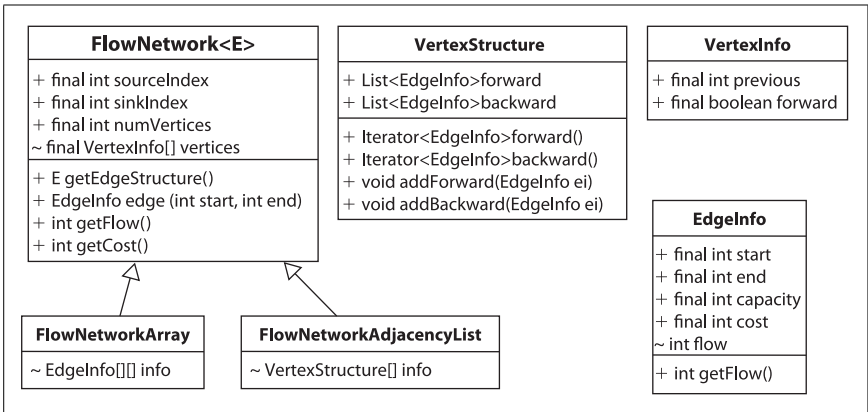 FlowNetwork<E>
+ final int sourceIndex
+ final int sinkIndex
+ final int numVertices
~ final VertexInfo[] vertices
+ E getEdgeStructure()
+ EdgeInfo edge (int start, int end)
+ int getFlow()
+ int getCost()
VertexStructure
+ List<EdgeInfo>forward
+ List<EdgeInfo>backward
+ Iterator<EdgeInfo>forward()
+ Iterator<EdgeInfo>backward()
+ void addForward(EdgeInfo ei)
+ void addBackward(EdgeInfo ei)
VertexInfo
+ final int previous
+ final boolean forward
EdgeInfo
+ final int start
+ final int end
+ final int capacity
+ final int cost
~ int flow
+ int getFlow()
FlowNetworkArray
~ EdgeInfo[][] info
FlowNetworkAdjacencyList
~ VertexStructure[] info